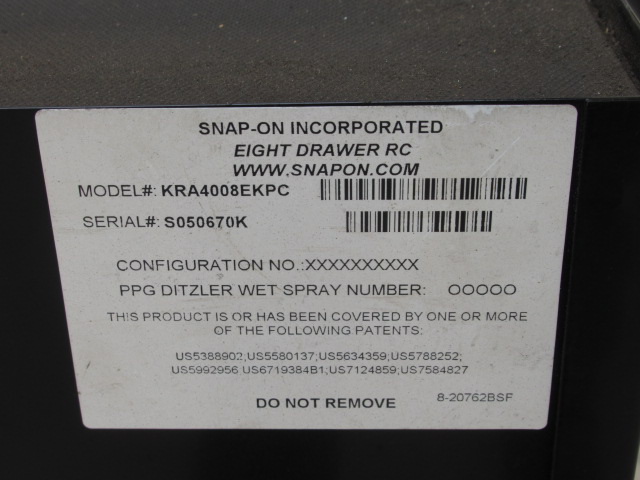 SNAP-ON INCORPORATED
EIGHT DRAWER RC
WWW.SNAPON.COM
MODEL#: KRA4008EKPC
SERIAL#: S050670K
CONFIGURATION NO.:XXXXXXXXXX
PPG DITZLER WET SPRAY NUMBER: OOOOO
THIS PRODUCT IS OR HAS BEEN COVERED BY ONE OR MORE
OF THE FOLLOWING PATENTS:
US5388902;US5580137;US5634359;US5788252;
US5992956 US6719384B1;US7124859;US7584827
DO NOT REMOVE
8-20762BSF